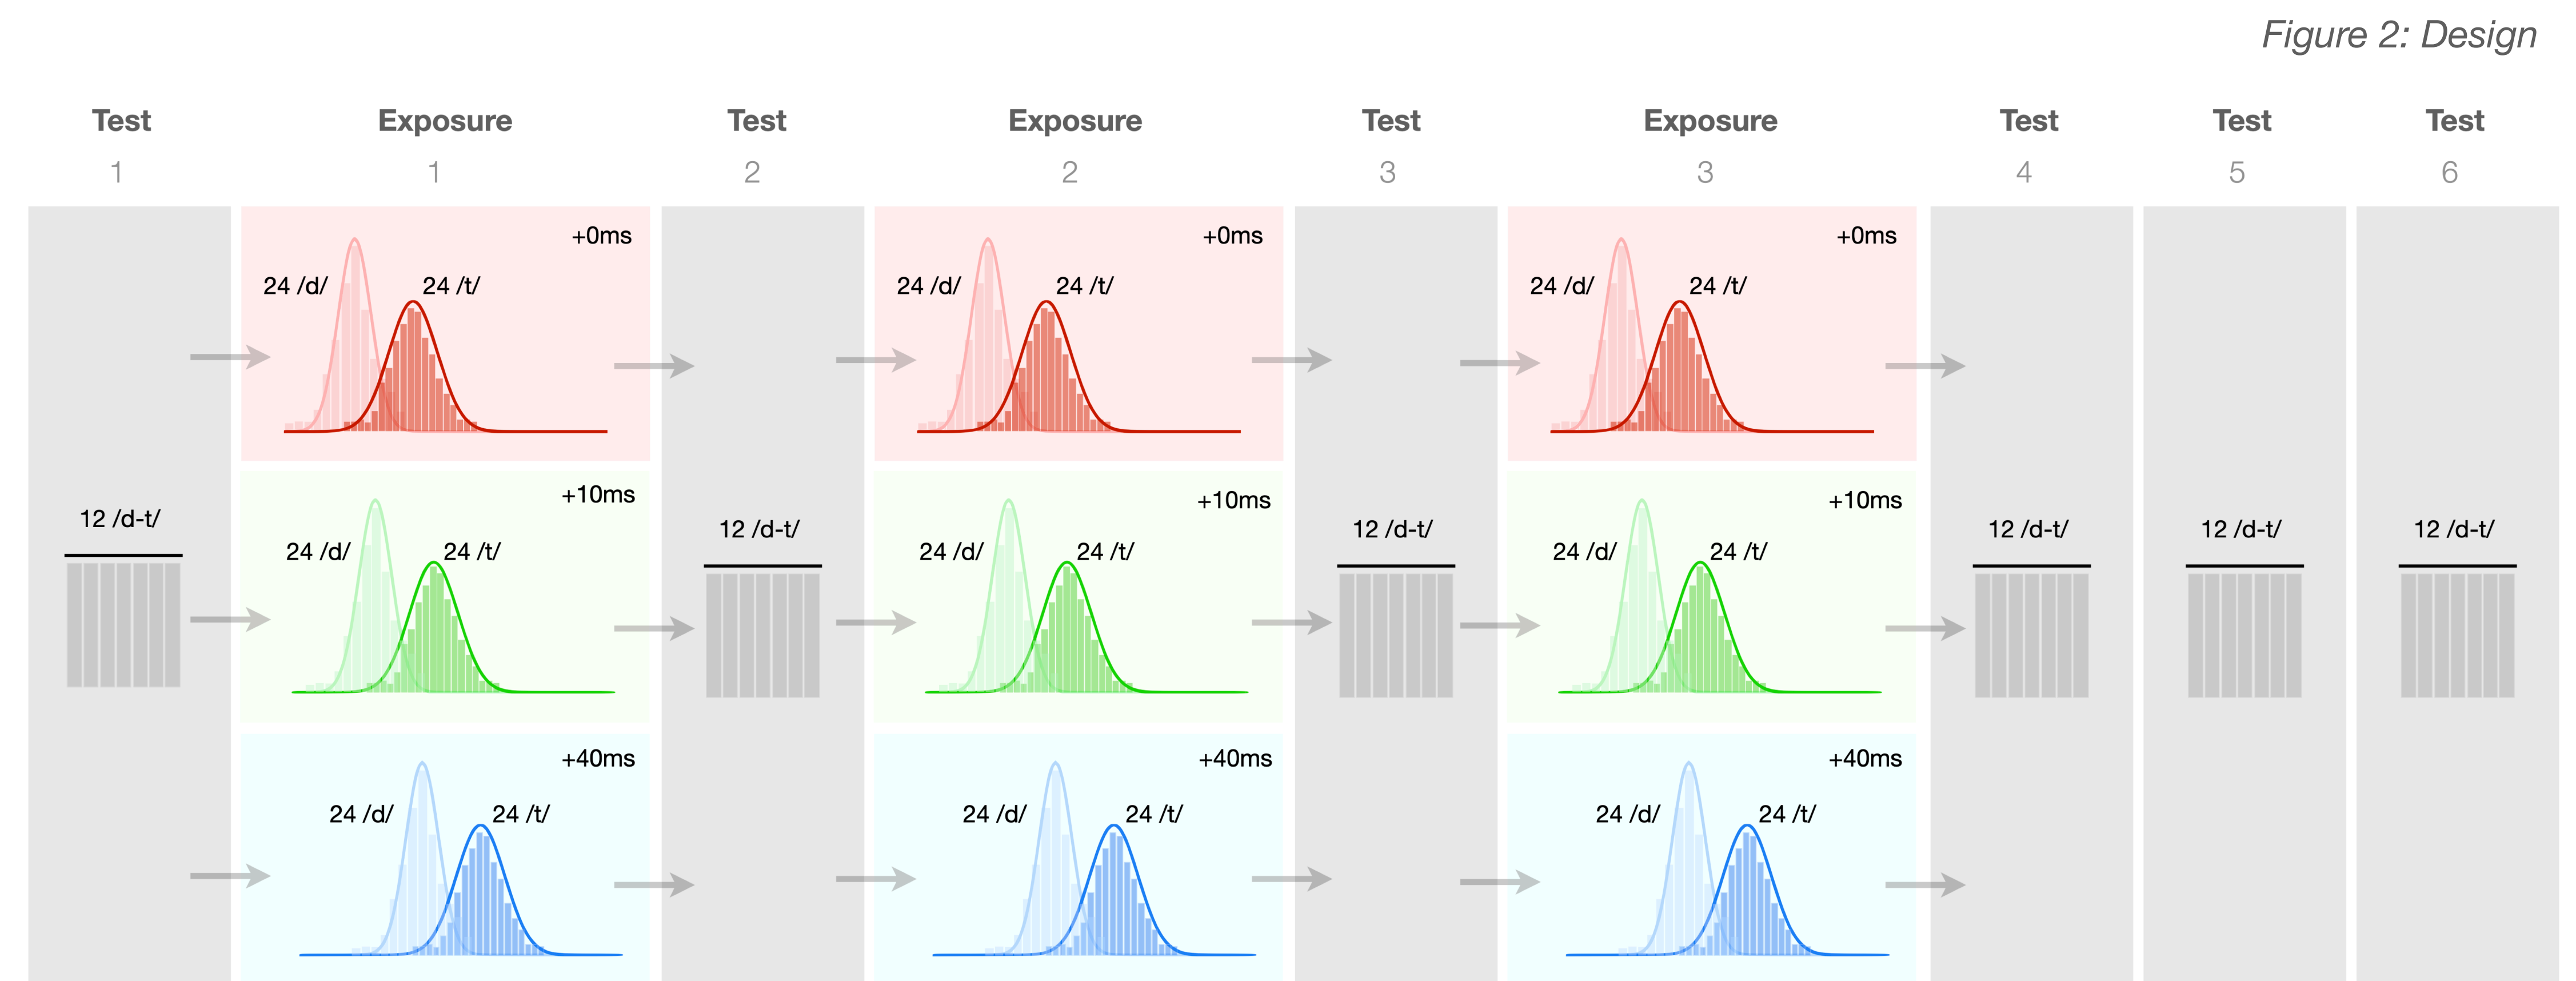 Figure 2: Design
Test Exposure Test Exposure Test Exposure Test Test Test
1 1 2 2 3 3 4 5 6
+0ms +0ms +0ms
24 /d/ 24 /t/ 24 /d/ 24 /t/ 24 /d/ 24 /t/
+10ms +10ms +10ms
12 /d-t/ 12 /d-t/ 12 /d-t/ 12 /d-t/ 12 /d-t/ 12 /d-t/
24 /d/ 24 /t/ 24 /d/ 24 /t/ 24 /d/ 24 /t/
+40ms +40ms +40ms
24 /d/ 24 /t/ 24 /d/ 24 /t/ 24 /d/ 24 /t/